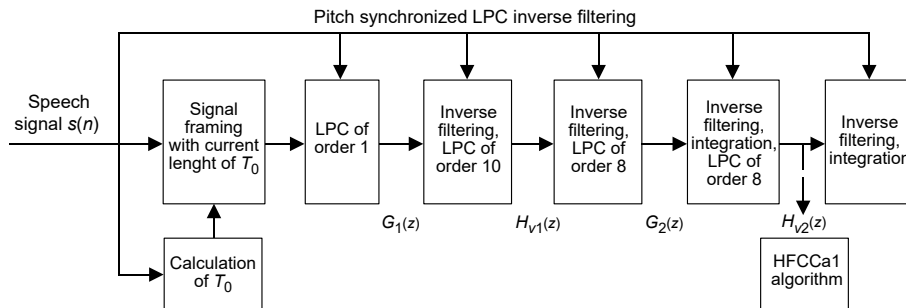 Pitch synchronized LPC inverse filtering
Speech
signal s(n)
Signal
framing
with current
lenght of T0
LPC of
order 1
Inverse
filtering,
LPC of
order 10
Inverse
filtering,
LPC of
order 8
Inverse
filtering,
integration,
LPC of
order 8
Inverse
filtering,
integration
G1(z)
Hv1(z)
G2(z)
Hv2(z)
Calculation
of T0
HFCCa1
algorithm